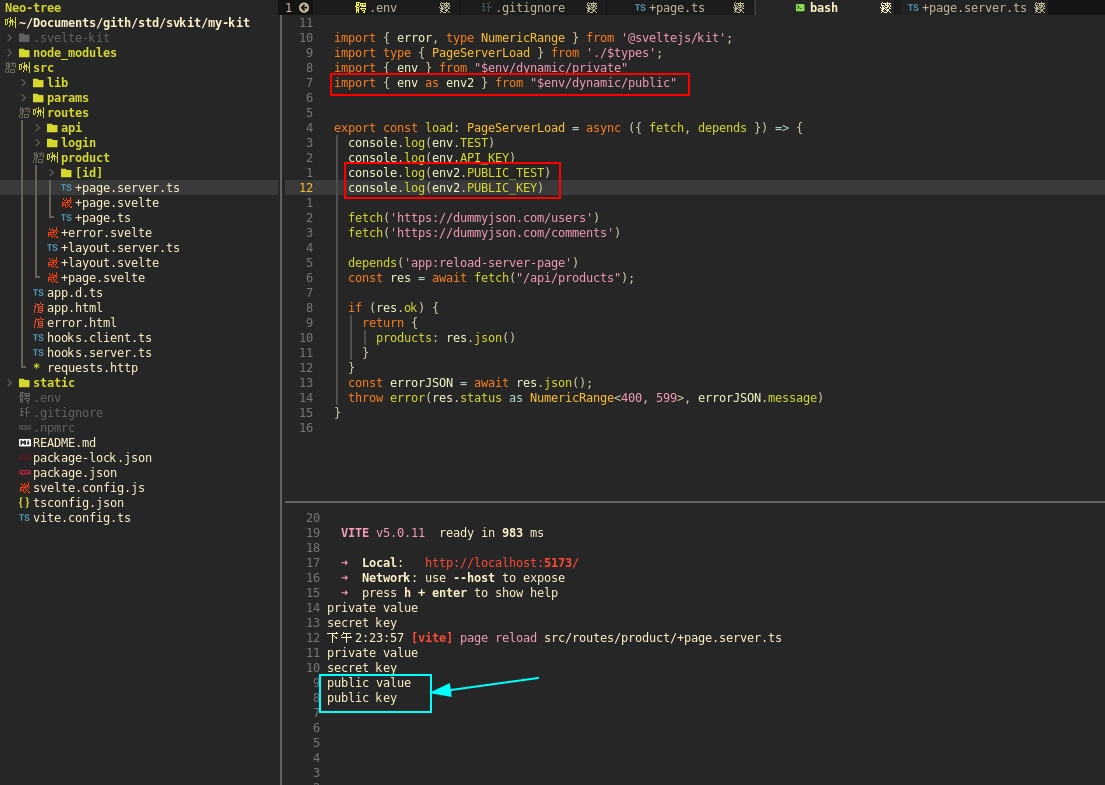 Neo-tree
~/Documents/gith/std/svkit/my-kit
.svelte-kit
node_modules
src
lib
params
routes
api
login
product
[id]
TS +page.server.ts
+page.svelte
TS +page.ts
+error.svelte
TS +layout.server.ts
+layout.svelte
+page.svelte
TS app.d.ts
app.html
error.html
TS hooks.client.ts
TS hooks.server.ts
* requests.http
static
.env
.gitignore
.npmrc
README.md
package-lock.json
package.json
svelte.config.js
{} tsconfig.json
TS vite.config.ts
1 .env .gitignore TS +page.ts bash TS +page.server.ts
11
10 import { error, type NumericRange } from '@sveltejs/kit';
9 import type { PageServerLoad } from './$types';
8 import { env } from "$env/dynamic/private"
7 import { env as env2 } from "$env/dynamic/public"
6
5
4 export const load: PageServerLoad = async ({ fetch, depends }) => {
3 console.log(env.TEST)
2 console.log(env.API_KEY)
1 console.log(env2.PUBLIC_TEST)
12 console.log(env2.PUBLIC_KEY)
1
2 fetch('https://dummyjson.com/users')
3 fetch('https://dummyjson.com/comments')
4
5 depends('app:reload-server-page')
6 const res = await fetch("/api/products");
7
8 if (res.ok) {
9 return {
10 products: res.json()
11 }
12 }
13 const errorJSON = await res.json();
14 throw error(res.status as NumericRange<400, 599>, errorJSON.message)
15 }
16
20
19 VITE v5.0.11 ready in 983 ms
18
17 ➜ Local: http://localhost:5173/
16 ➜ Network: use --host to expose
15 ➜ press h + enter to show help
14 private value
13 secret key
12 下午2:23:57 [vite] page reload src/routes/product/+page.server.ts
11 private value
10 secret key
9 public value
8 public key
7
6
5
4
3